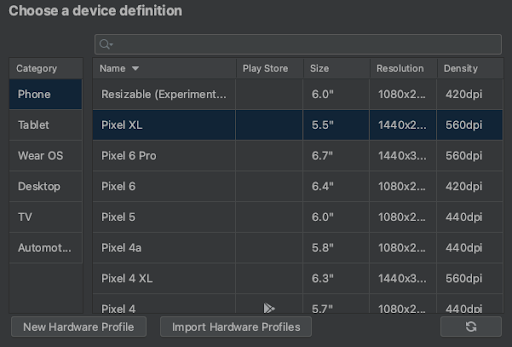 Choose a device definition
Category Name Play Store Size Resolution Density
Phone Resizable (Experiment... 6.0" 1080x2... 420dpi
Tablet Pixel XL 5.5" 1440x2... 560dpi
Wear OS Pixel 6 Pro 6.7" 1440x3... 560dpi
Desktop Pixel 6 6.4" 1080x2... 420dpi
TV Pixel 5 6.0" 1080x2... 440dpi
Automot... Pixel 4a 5.8" 1080x2... 440dpi
Pixel 4 XL 6.3" 1440x3... 560dpi
Pixel 4 5.7" 1080x2... 440dpi
New Hardware Profile Import Hardware Profiles